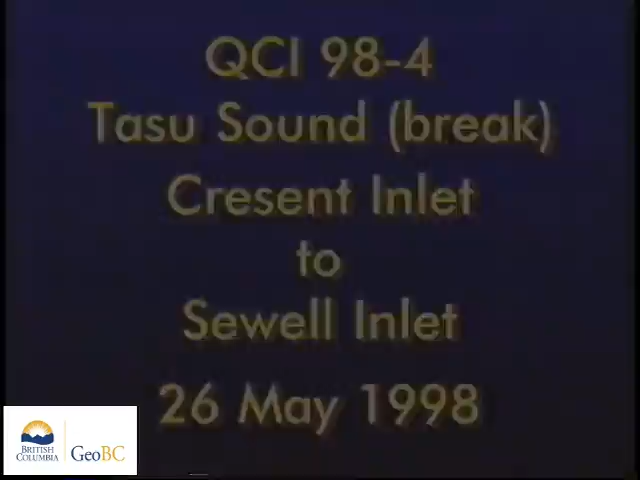 QCI 98-4
Tasu Sound (break)
Cresent Inlet
to
Sewell Inlet
26 May 1998
BRITISH
COLUMBIA
GeoBC